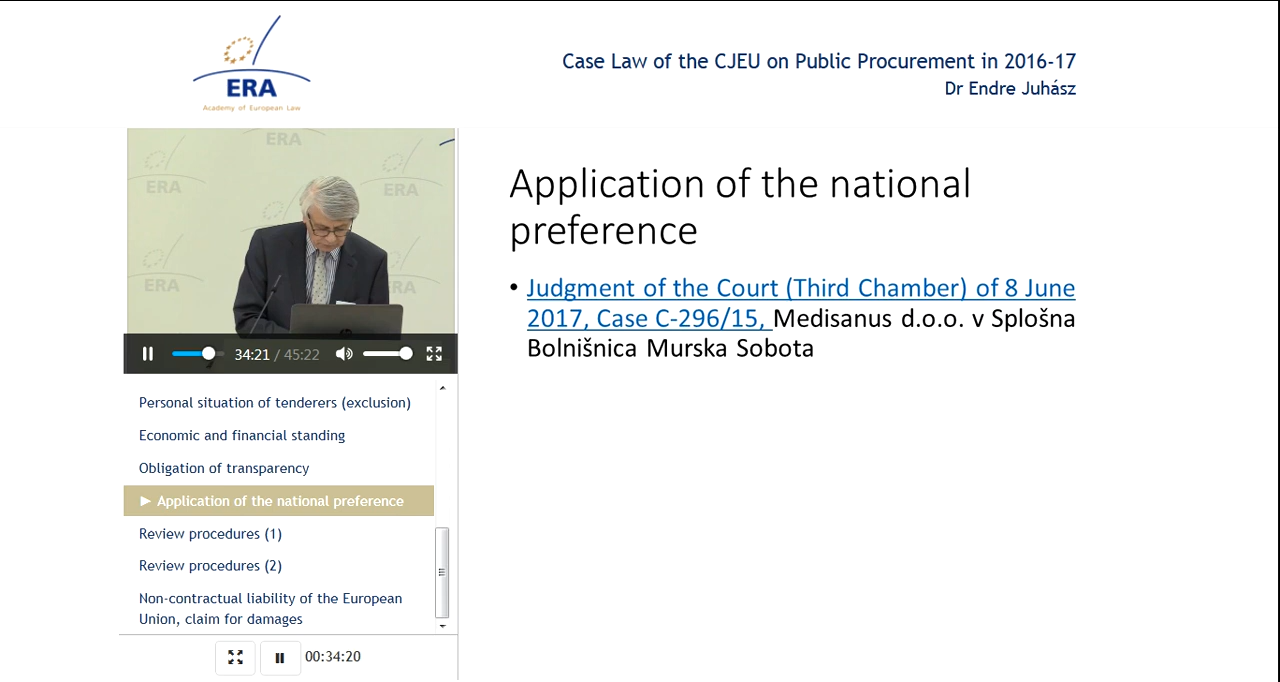 ERA
Academy of European Law
Case Law of the CJEU on Public Procurement in 2016-17
Dr Endre Juhász
ERA
ERA
ERA
ERA
ERA
34:21 / 45:22
Personal situation of tenderers (exclusion)
Economic and financial standing
Obligation of transparency
► Application of the national preference
Review procedures (1)
Review procedures (2)
Non-contractual liability of the European
Union, claim for damages
00:34:20
Application of the national
preference
• Judgment of the Court (Third Chamber) of 8 June
2017, Case C-296/15, Medisanus d.o.o. v Splošna
Bolnišnica Murska Sobota